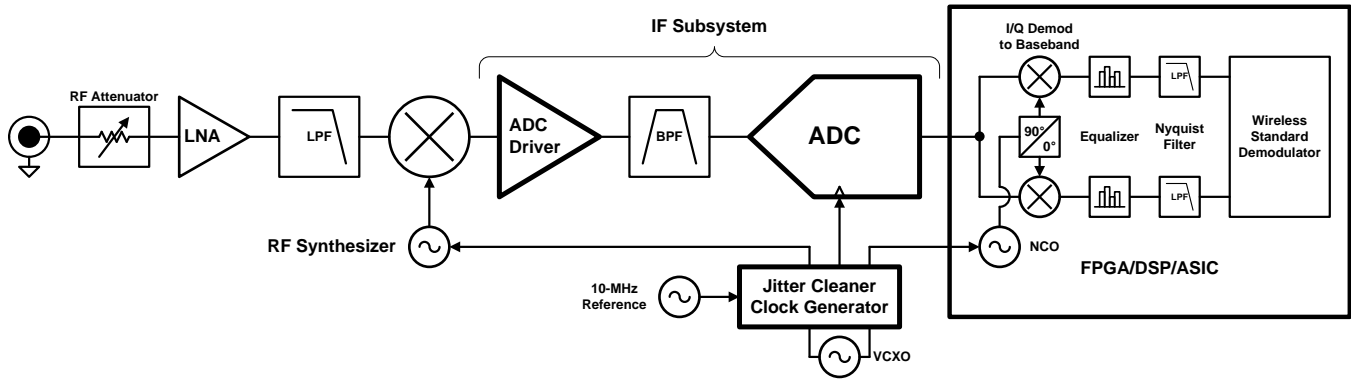 IF Subsystem
I/Q Demod
to Baseband
RF Attenuator
LNA
LPF
ADC
Driver
BPF
ADC
90°
0°
Equalizer
Nyquist
Filter
LPF
LPF
Wireless
Standard
Demodulator
RF Synthesizer
NCO
FPGA/DSP/ASIC
10-MHz
Reference
Jitter Cleaner
Clock Generator
VCXO